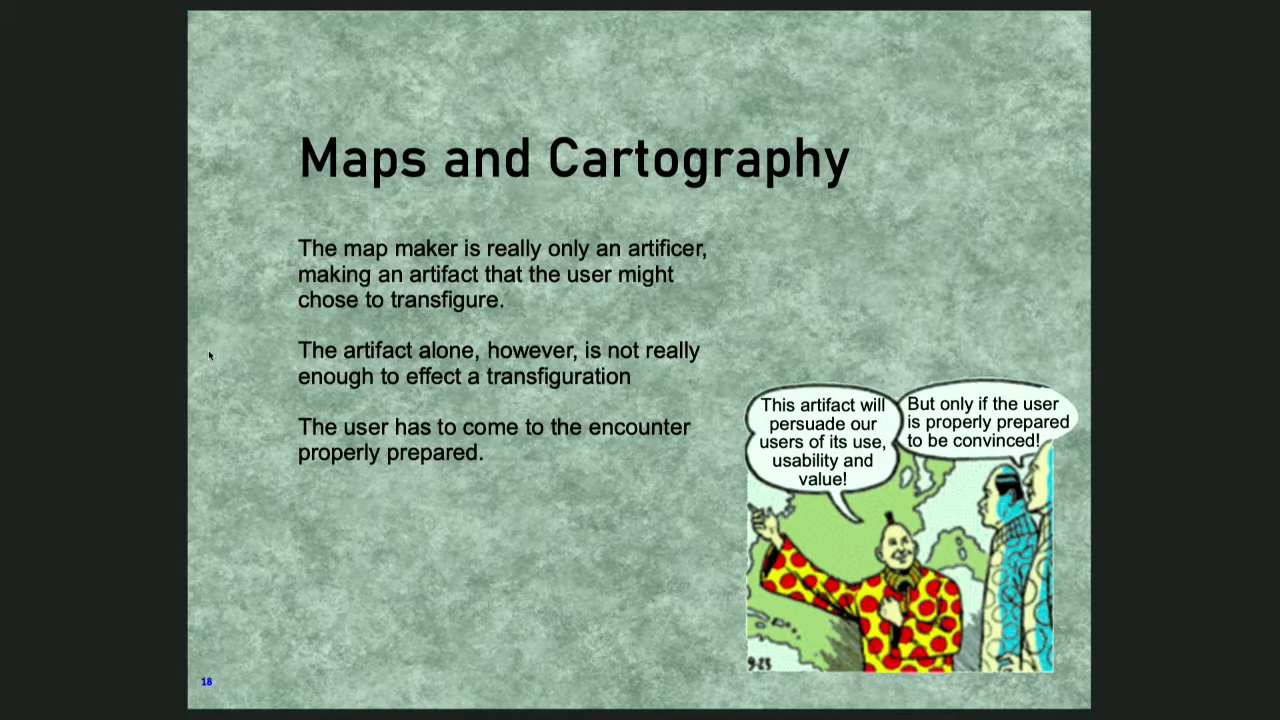 Maps and Cartography
The map maker is really only an artificer,
making an artifact that the user might
chose to transfigure.
The artifact alone, however, is not really
enough to effect a transfiguration
The user has to come to the encounter
properly prepared.
This artifact will
persuade our
users of its use,
usability and
value!
But only if the user
is properly prepared
to be convinced!
9-23
18